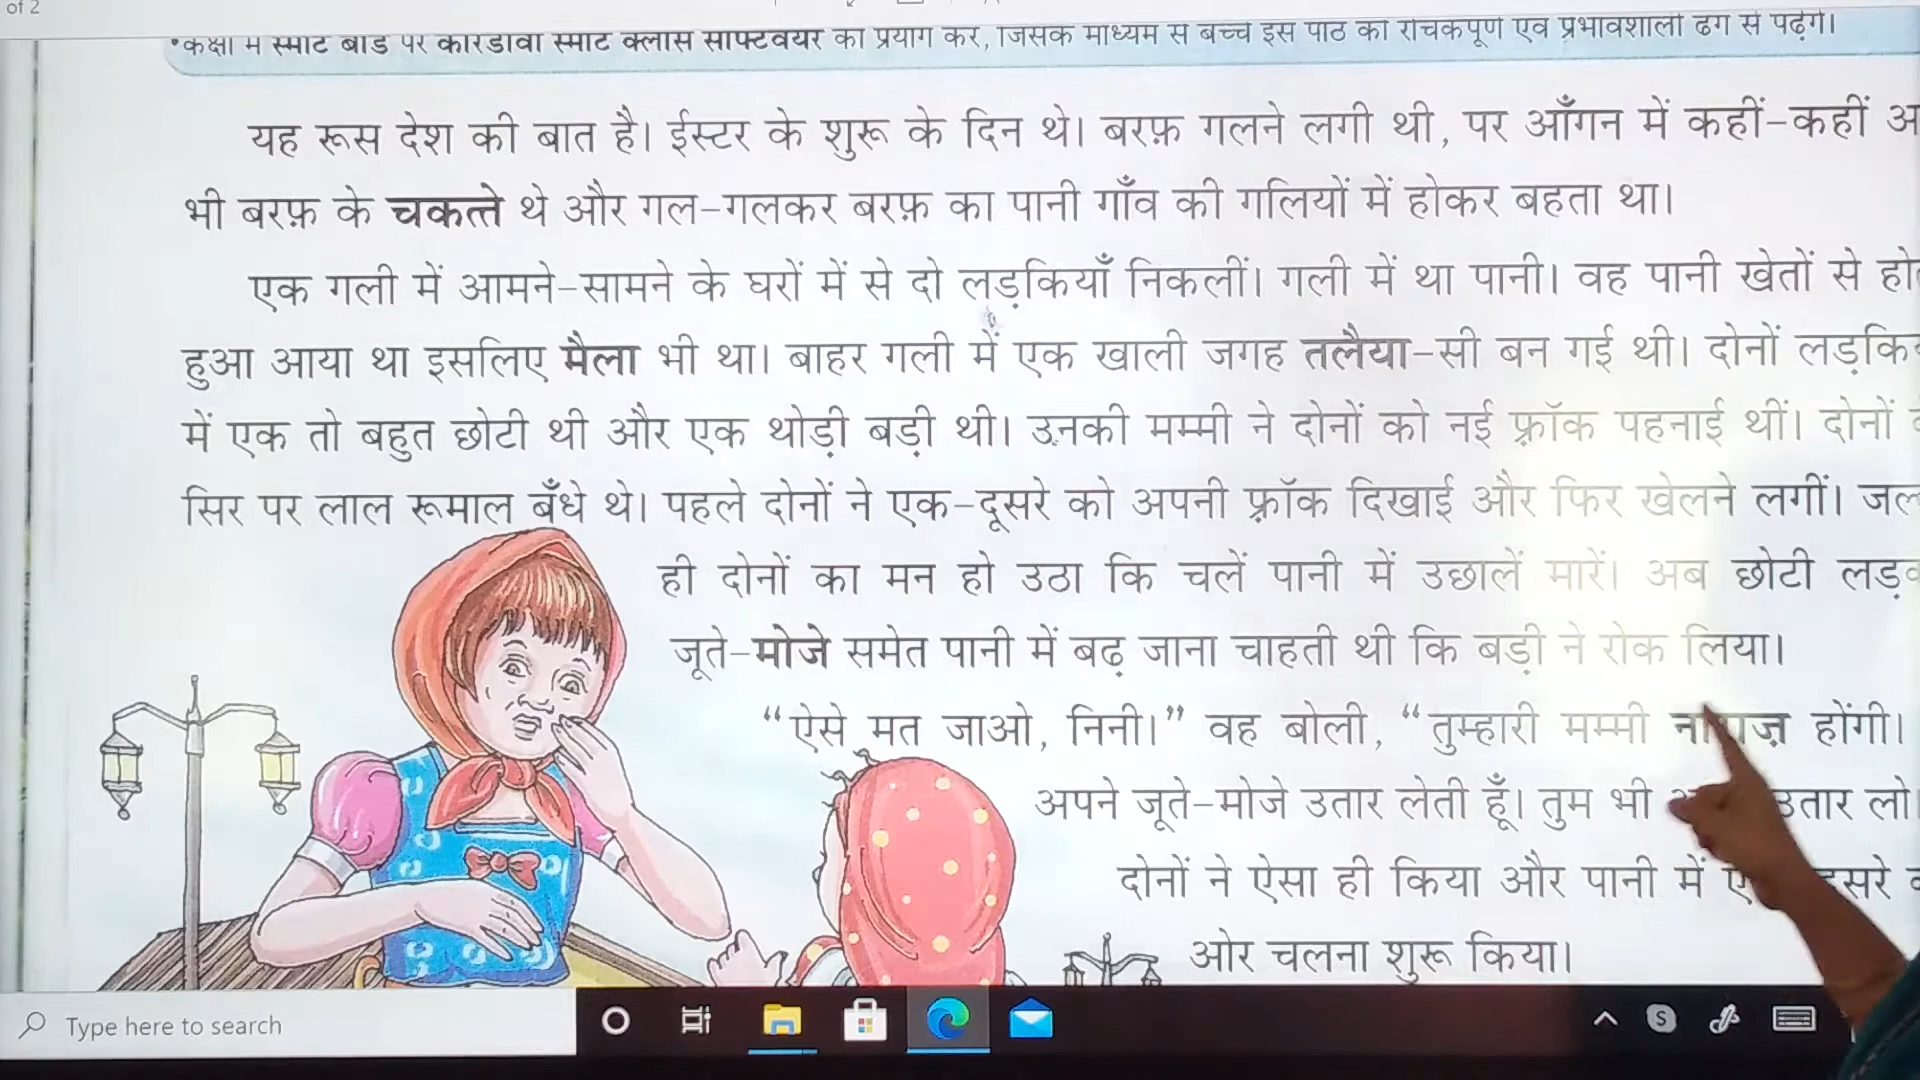 of 2
•कक्षा में स्मार्ट बोर्ड पर कारडोवा स्मार्ट क्लास सॉफ्टवेयर का प्रयोग करें, जिसके माध्यम से बच्चे इस पाठ को रोचकपूर्ण एवं प्रभावशाली ढंग से पढ़ेंगे।
यह रूस देश की बात है। ईस्टर के शुरू के दिन थे। बरफ़ गलने लगी थी, पर आँगन में कहीं-कहीं अ
भी बरफ़ के चकत्ते थे और गल-गलकर बरफ़ का पानी गाँव की गलियों में होकर बहता था।
एक गली में आमने-सामने के घरों में से दो लड़कियाँ निकलीं। गली में था पानी। वह पानी खेतों से हो
हुआ आया था इसलिए मैला भी था। बाहर गली में एक खाली जगह तलैया-सी बन गई थी। दोनों लड़कि
में एक तो बहुत छोटी थी और एक थोड़ी बड़ी थी। उनकी मम्मी ने दोनों को नई फ़्रॉक पहनाई थीं। दोनों
सिर पर लाल रूमाल बँधे थे। पहले दोनों ने एक-दूसरे को अपनी फ़्रॉक दिखाई और फिर खेलने लगीं। जल
ही दोनों का मन हो उठा कि चलें पानी में उछालें मारें। अब छोटी लड़
जूते-मोजे समेत पानी में बढ़ जाना चाहती थी कि बड़ी ने रोक लिया।
“ऐसे मत जाओ, निनी।” वह बोली, “तुम्हारी मम्मी होंगी।
अपने जूते-मोजे उतार लेती हूँ। तुम भी उतार लो
दोनों ने ऐसा ही किया और पानी में
ओर चलना शुरू किया।
Type here to search